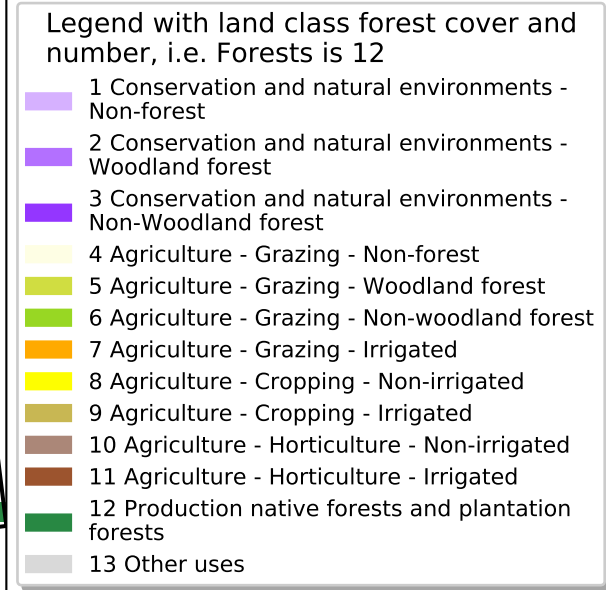 Legend with land class forest cover and
number, i.e. Forests is 12
1 Conservation and natural environments -
Non-forest
2 Conservation and natural environments -
Woodland forest
3 Conservation and natural environments -
Non-Woodland forest
4 Agriculture - Grazing - Non-forest
5 Agriculture - Grazing - Woodland forest
6 Agriculture - Grazing - Non-woodland forest
7 Agriculture - Grazing - Irrigated
8 Agriculture - Cropping - Non-irrigated
9 Agriculture - Cropping - Irrigated
10 Agriculture - Horticulture - Non-irrigated
11 Agriculture - Horticulture - Irrigated
12 Production native forests and plantation
forests
13 Other uses